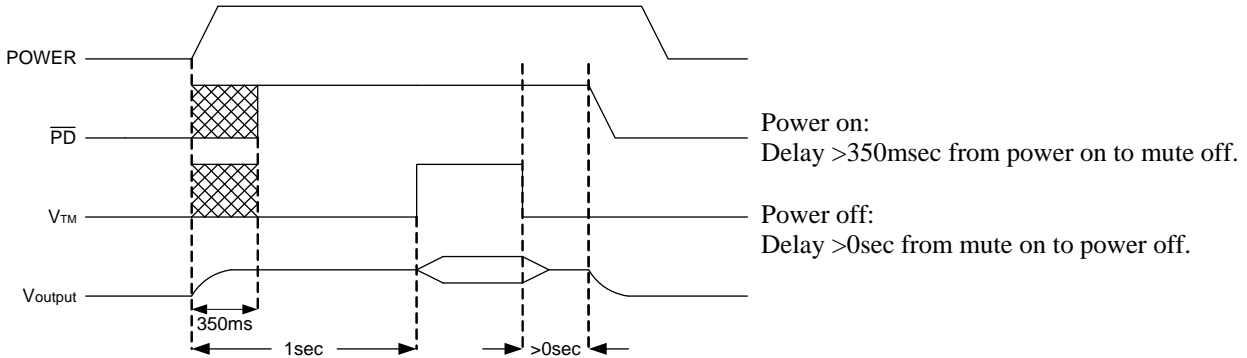 POWER
PD
VTM
Voutput
350ms
1sec
>0sec
Power on:
Delay >350msec from power on to mute off.
Power off:
Delay >0sec from mute on to power off.